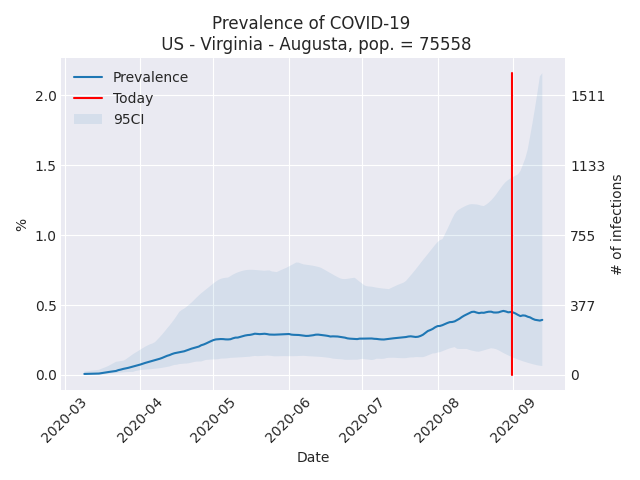 Prevalence of COVID-19
US - Virginia - Augusta, pop. = 75558
Prevalence
Today
95CI
2.0
1.5
1.0
0.5
0.0
%
1511
1133
755
377
0
# of infections
2020-03
2020-04
2020-05
2020-06
2020-07
2020-08
2020-09
Date